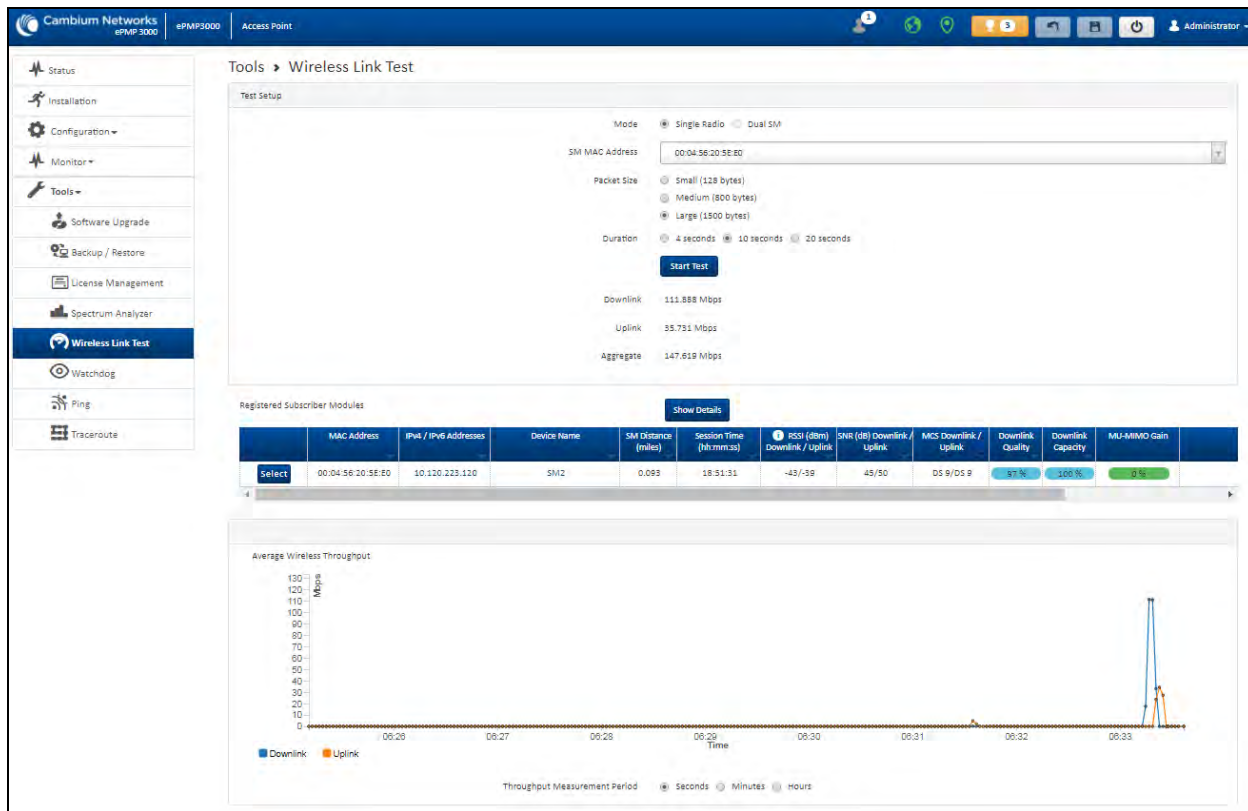 Cambium Networks
ePMP 3000
ePMP3000
Access Point
1
3
Administrator
Status
Installation
Configuration
Monitor
Tools
Software Upgrade
Backup / Restore
License Management
Spectrum Analyzer
Wireless Link Test
Watchdog
Ping
Traceroute
Tools > Wireless Link Test
Test Setup
Mode Single Radio Dual SM
SM MAC Address 00:04:56:20:5E:E0
Packet Size Small (128 bytes)
Medium (800 bytes)
Large (1500 bytes)
Duration 4 seconds 10 seconds 20 seconds
Start Test
Downlink 111.888 Mbps
Uplink 35.731 Mbps
Aggregate 147.619 Mbps
Registered Subscriber Modules
Show Details
MAC Address
IPv4 / IPv6 Addresses
Device Name
SM Distance (miles)
Session Time (hh:mm:ss)
RSSI (dBm) Downlink / Uplink
SNR (dB) Downlink / Uplink
MCS Downlink / Uplink
Downlink Quality
Downlink Capacity
MU-MIMO Gain
Select 00:04:56:20:5E:E0 10.120.223.120 SM2 0.093 18:51:31 -43/-39 45/50 DS 9/DS 9 97 % 100 % 0 %
Average Wireless Throughput
Mbps
130
120
110
100
90
80
70
60
50
40
30
20
10
0
06:26 06:27 06:28 06:29 06:30 06:31 06:32 06:33
Time
Downlink Uplink
Throughput Measurement Period Seconds Minutes Hours